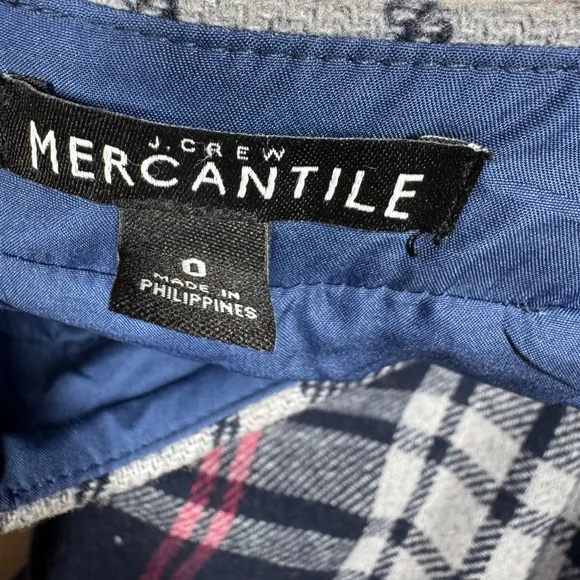 J.CREW
MERCANTILE
0
MADE IN
PHILIPPINES